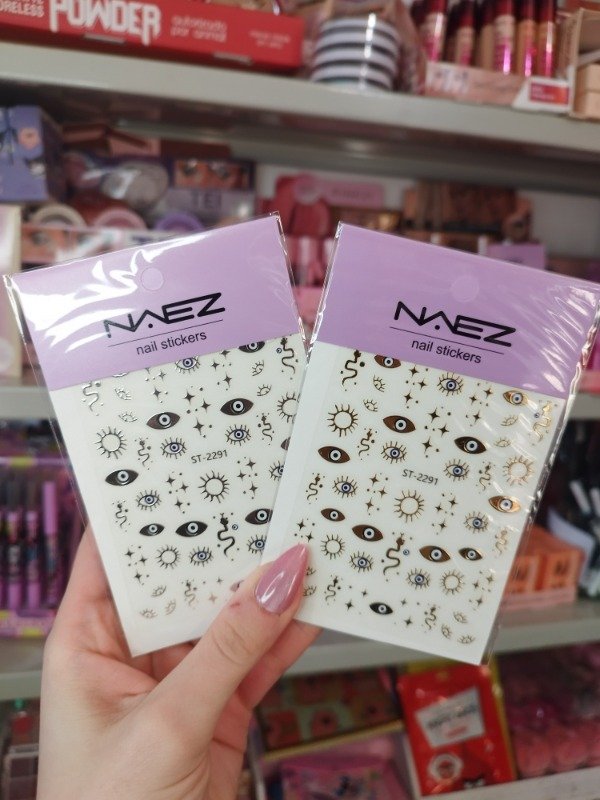 POWDER
NAEZ
nail stickers
ST-2291
NAEZ
nail stickers
ST-2291